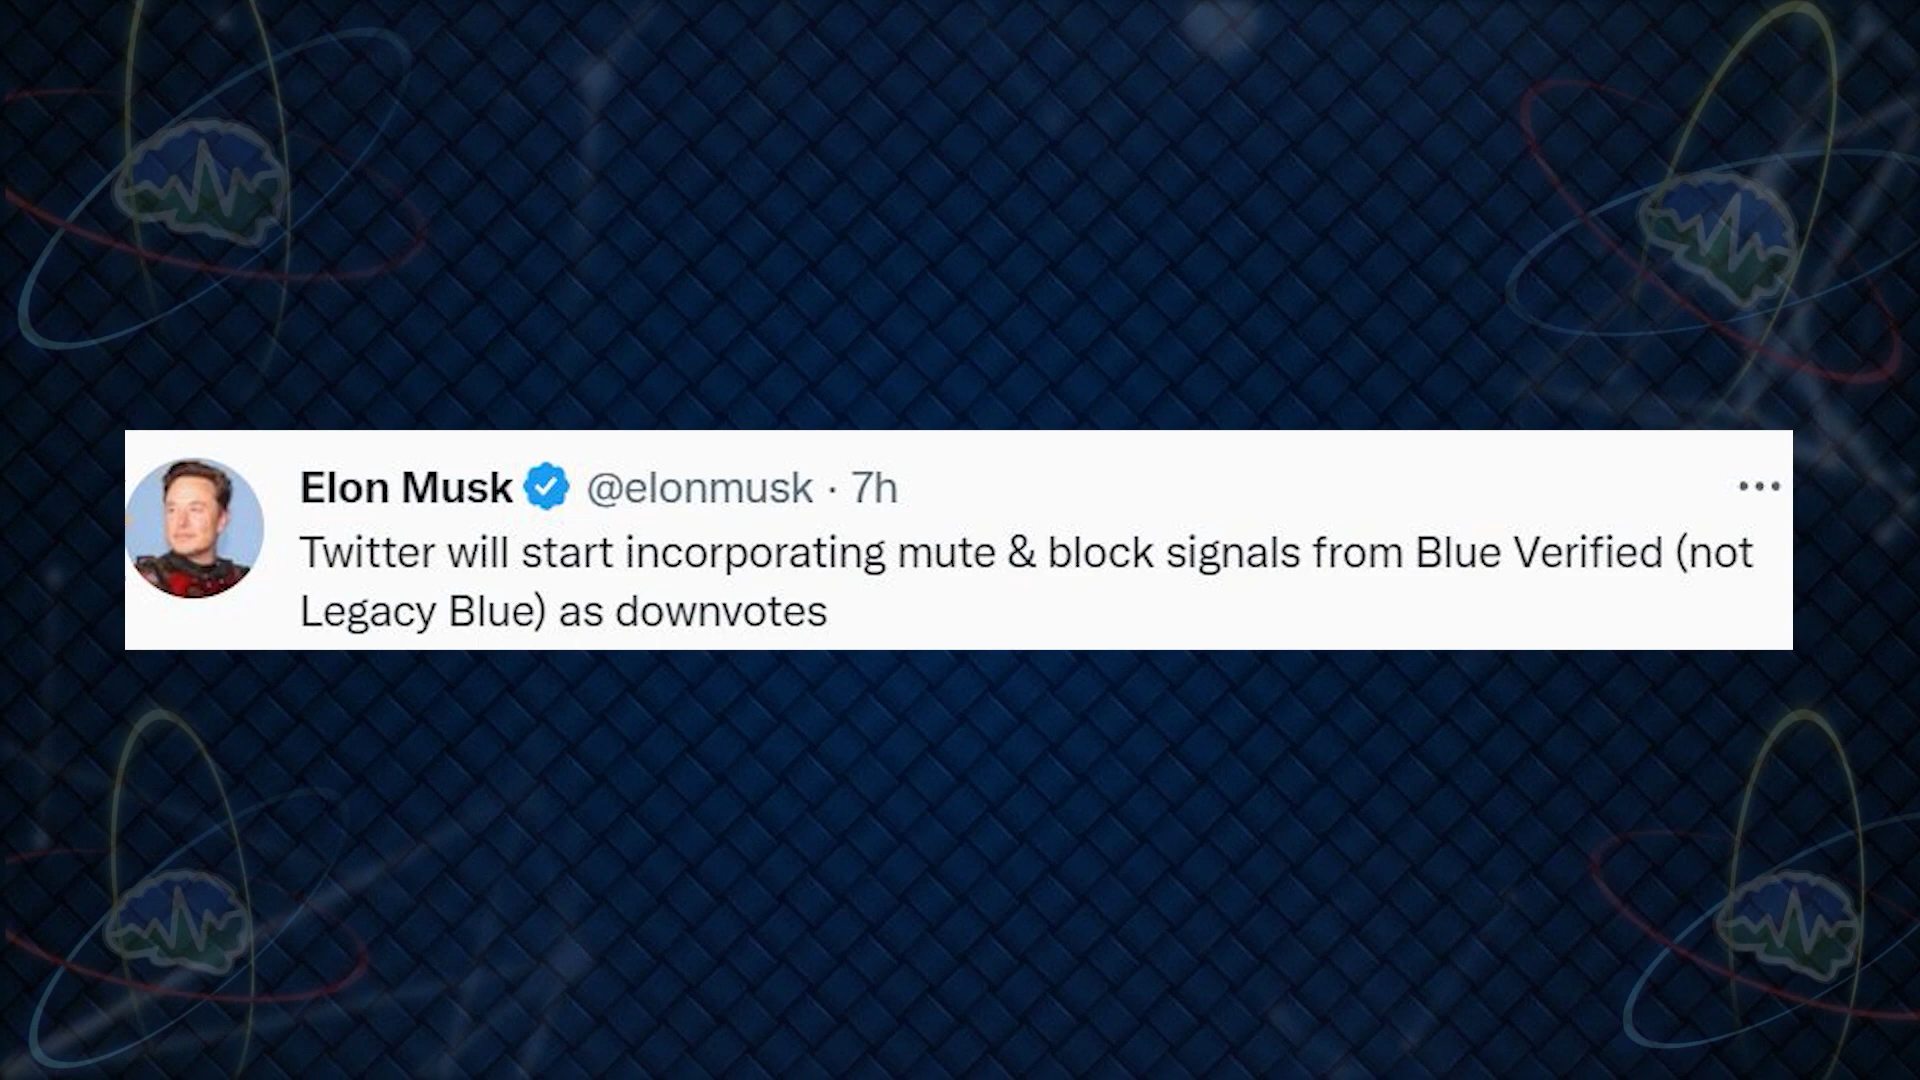 Elon Musk @elonmusk · 7h
Twitter will start incorporating mute & block signals from Blue Verified (not
Legacy Blue) as downvotes